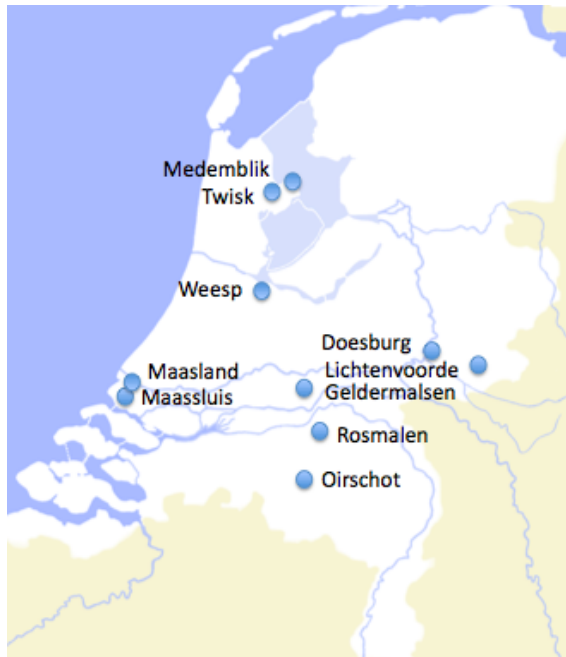 Medemblik
Twisk
Weesp
Doesburg
Lichtenvoorde
Geldermalsen
Maasland
Maassluis
Rosmalen
Oirschot